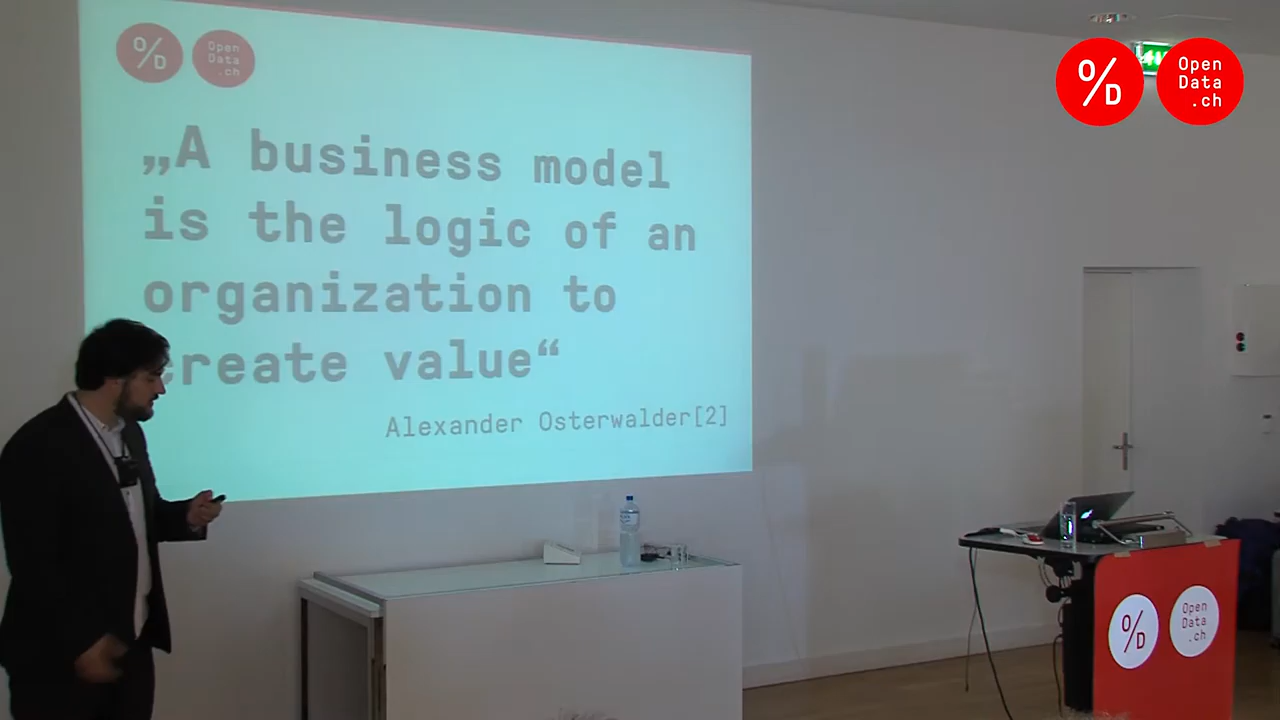 O/D
Open
Data
.ch
„A business model
is the logic of an
organization to
create value“
Alexander Osterwalder[2]
O/D
Open
Data
.ch
O/D
Open
Data
.ch